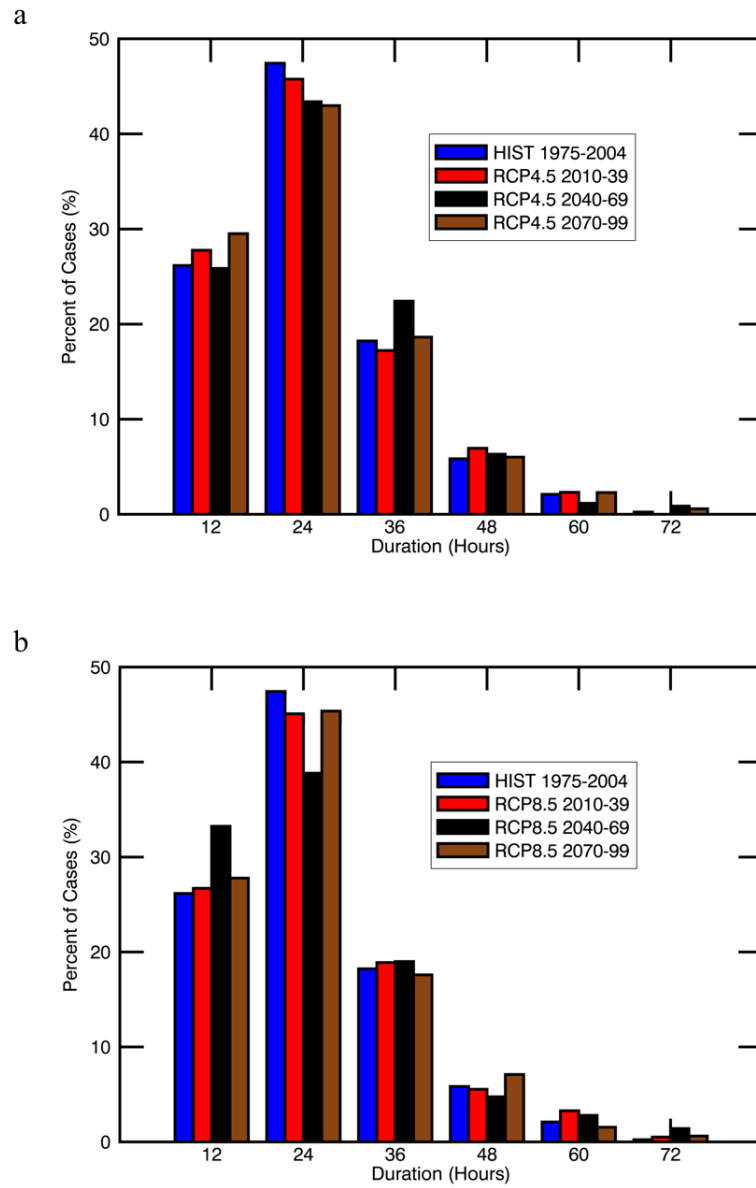 a
50
40
30
20
10
0
Percent of Cases (%)
HIST 1975-2004
RCP4.5 2010-39
RCP4.5 2040-69
RCP4.5 2070-99
12 24 36 48 60 72
Duration (Hours)
b
50
40
30
20
10
0
Percent of Cases (%)
HIST 1975-2004
RCP8.5 2010-39
RCP8.5 2040-69
RCP8.5 2070-99
12 24 36 48 60 72
Duration (Hours)